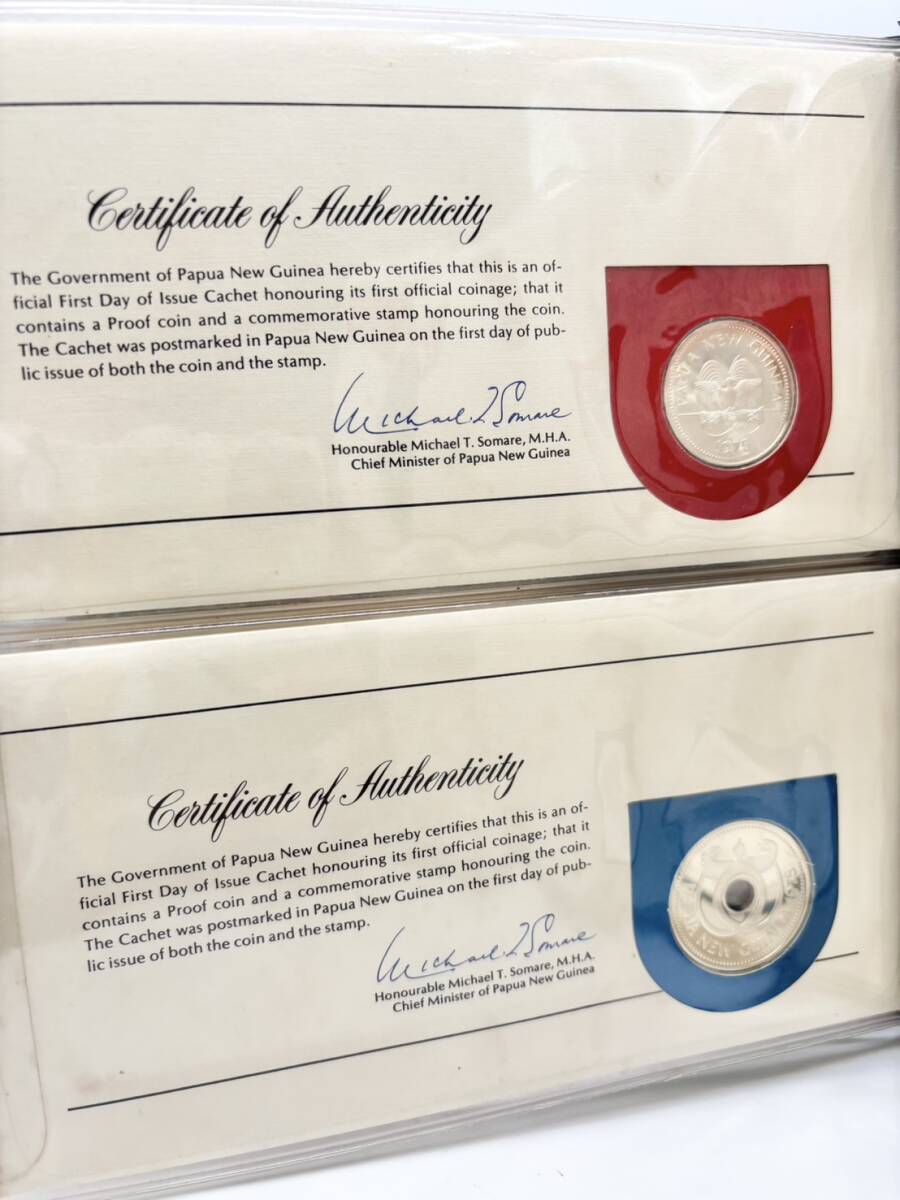 Certificate of Authenticity
The Government of Papua New Guinea hereby certifies that this is an of-
ficial First Day of Issue Cachet honouring its first official coinage; that it
contains a Proof coin and a commemorative stamp honouring the coin.
The Cachet was postmarked in Papua New Guinea on the first day of pub-
lic issue of both the coin and the stamp.
Michael T Somare
Honourable Michael T. Somare, M.H.A.
Chief Minister of Papua New Guinea
PAPUA NEW GUINEA
1975
Certificate of Authenticity
The Government of Papua New Guinea hereby certifies that this is an of-
ficial First Day of Issue Cachet honouring its first official coinage; that it
contains a Proof coin and a commemorative stamp honouring the coin.
The Cachet was postmarked in Papua New Guinea on the first day of pub-
lic issue of both the coin and the stamp.
Michael T Somare
Honourable Michael T. Somare, M.H.A.
Chief Minister of Papua New Guinea
PAPUA NEW GUINEA 1975